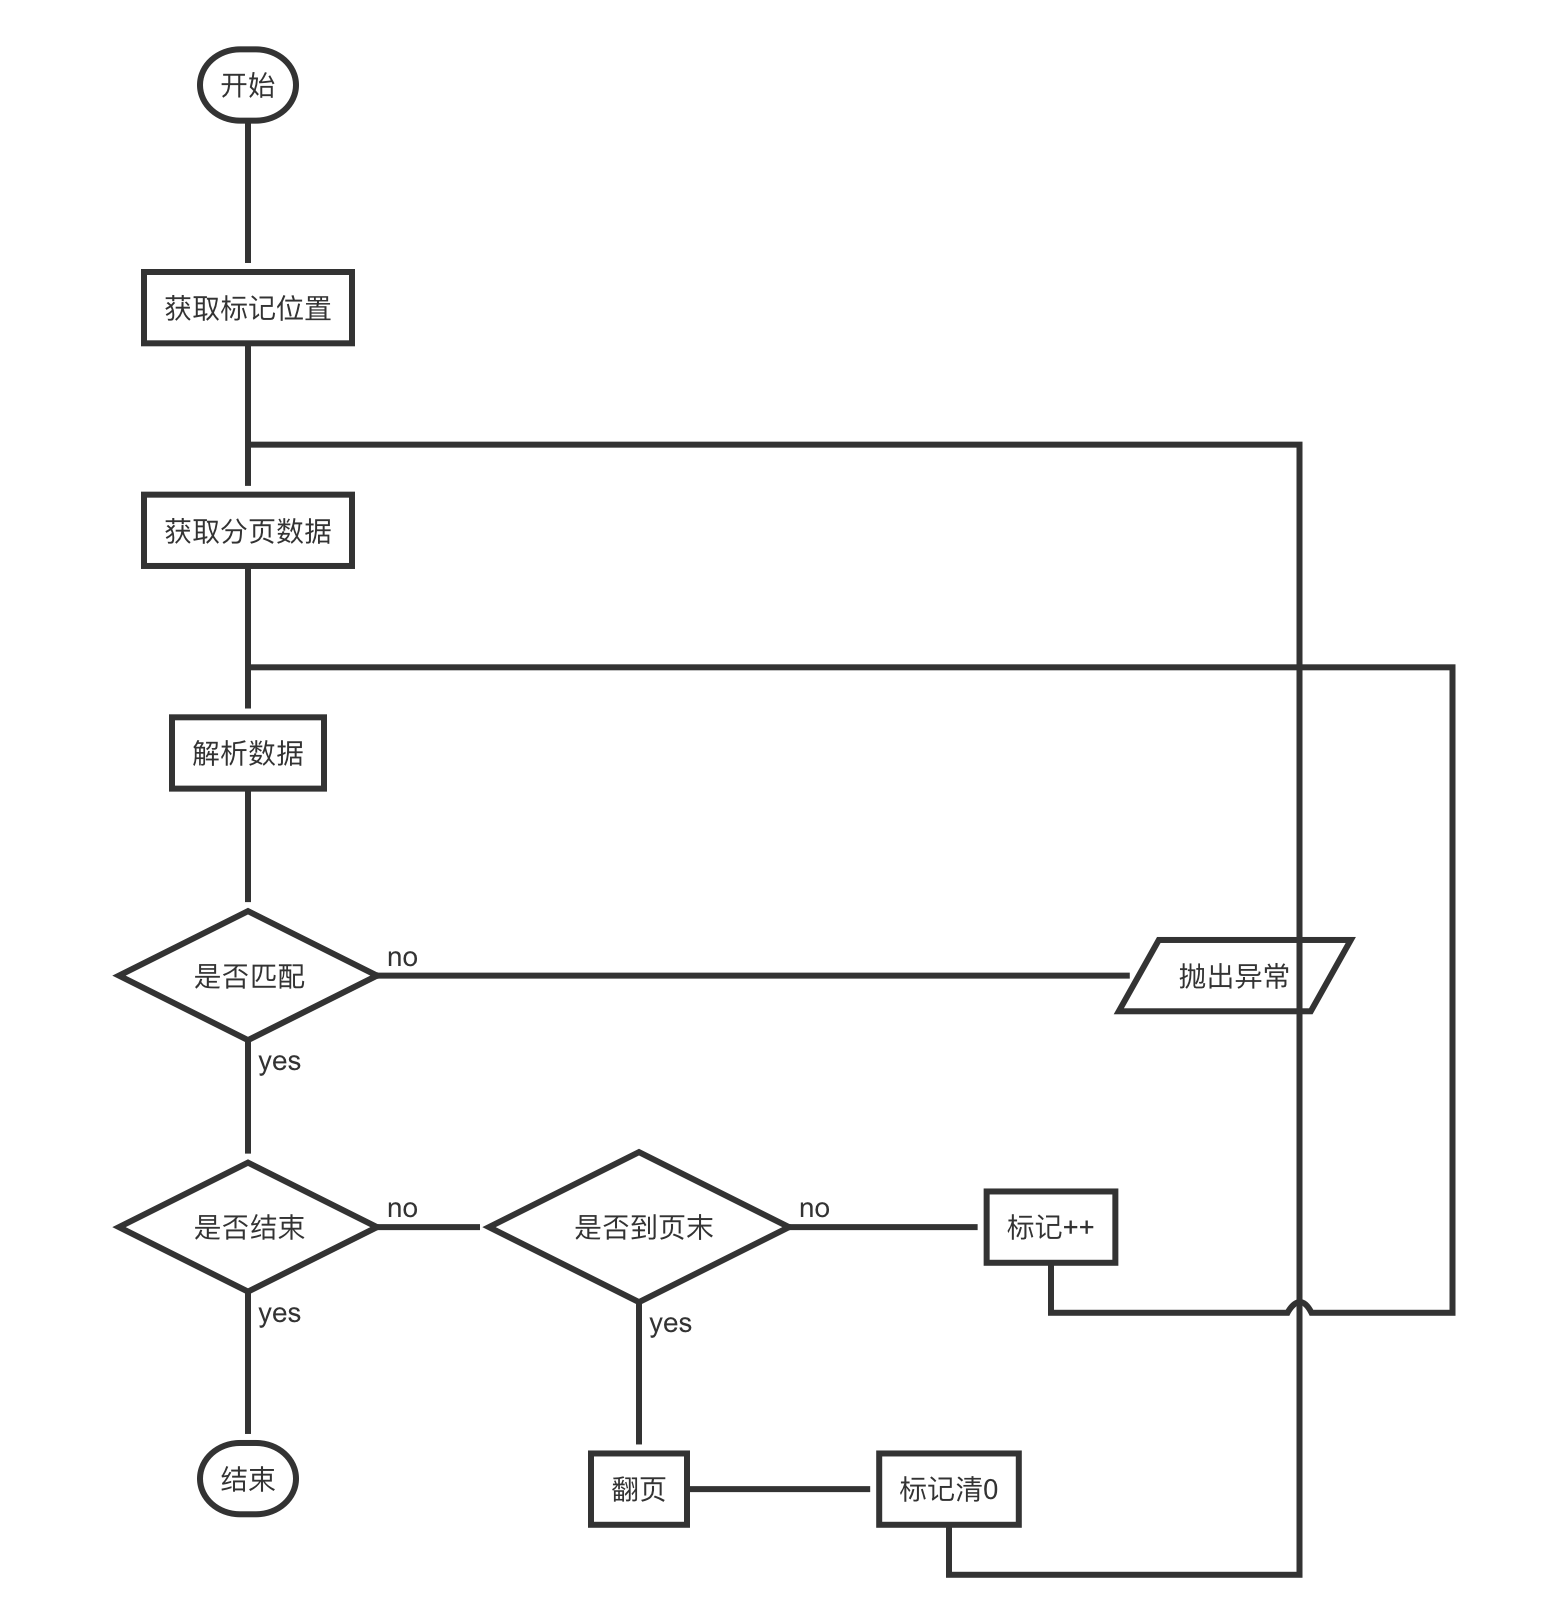 开始
获取标记位置
获取分页数据
解析数据
是否匹配
no
抛出异常
yes
是否结束
no
是否到页末
no
标记++
yes
yes
结束
翻页
标记清0